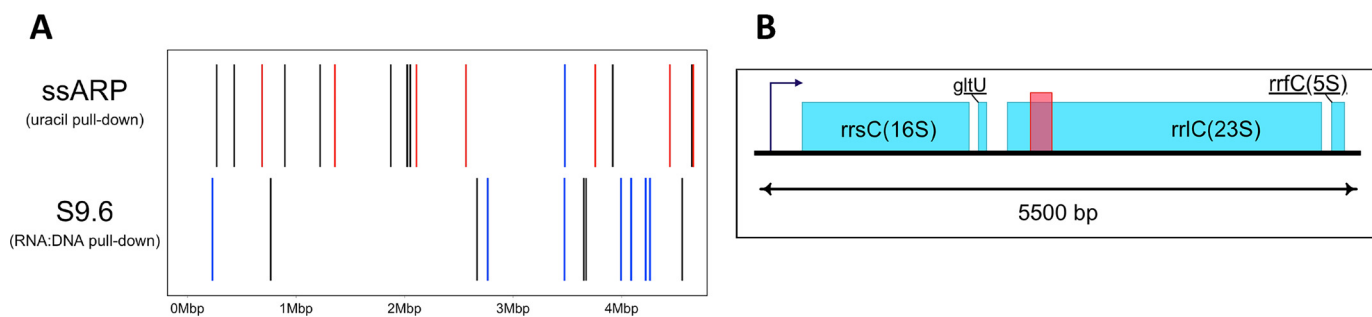 A
ssARP
(uracil pull-down)
S9.6
(RNA:DNA pull-down)
0Mbp 1Mbp 2Mbp 3Mbp 4Mbp
B
gltU rrfC(5S)
rrsC(16S) rrlC(23S)
5500 bp